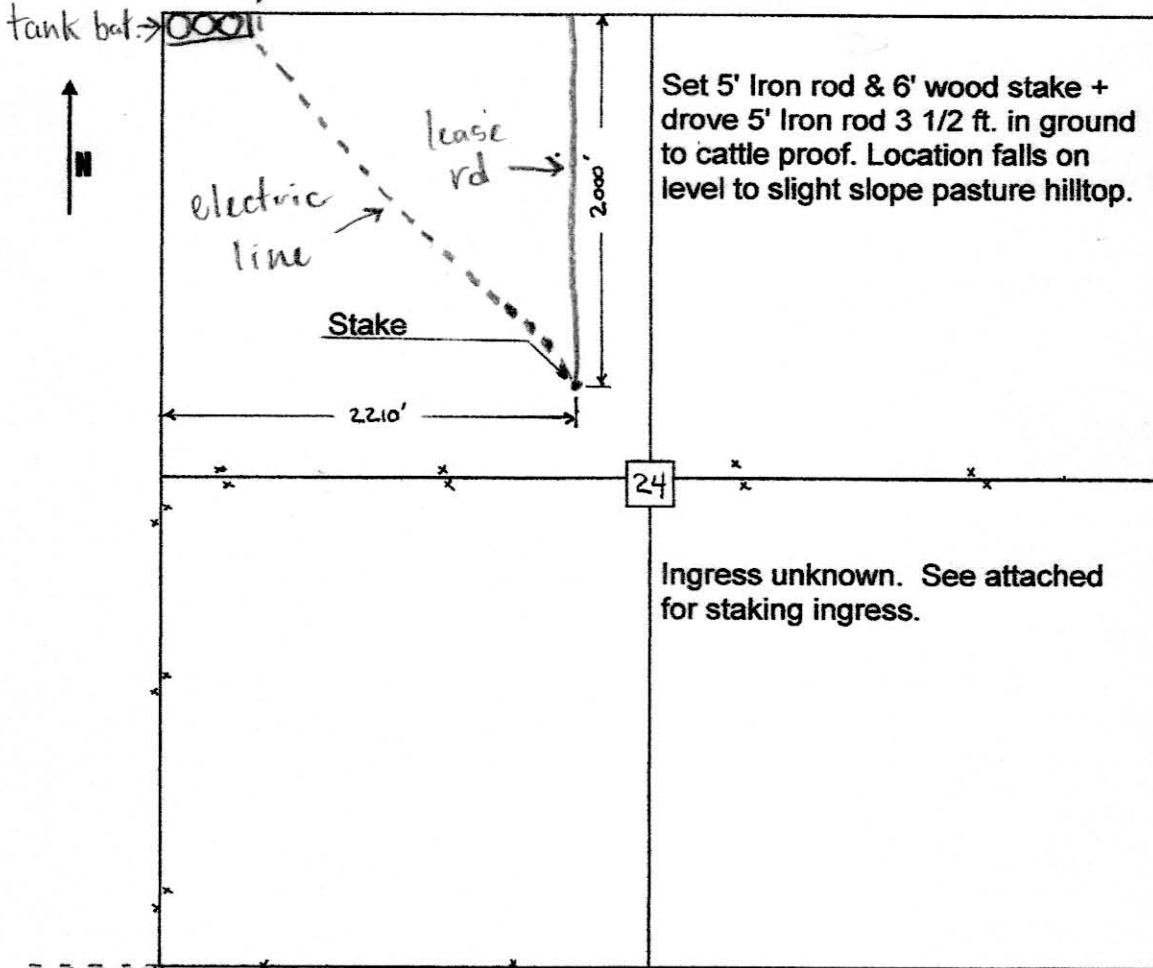 tank bat.
N
Set 5' Iron rod & 6' wood stake +
drove 5' Iron rod 3 1/2 ft. in ground
to cattle proof. Location falls on
level to slight slope pasture hilltop.
lease
rd
2000'
electric
line
Stake
2210'
24
Ingress unknown. See attached
for staking ingress.